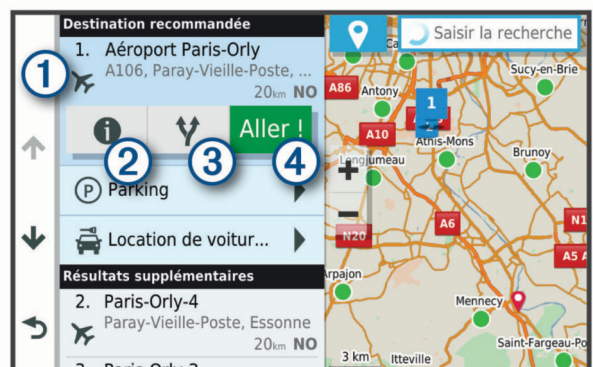 Destination recommandée
1. Aéroport Paris-Orly
A106, Paray-Vieille-Poste, ...
20km NO
Aller !
1
2
3
4
Parking
Location de voitur...
Résultats supplémentaires
2. Paris-Orly-4
Paray-Vieille-Poste, Essonne
20km NO
Saisir la recherche
Sucy-en-Brie
A86
Antony
1
A10
Athis-Mons
Longjumeau
Brunoy
+
−
A6
N1
N20
A5
Arpajon
Mennecy
Saint-Fargeau-Po
3 km
Itteville